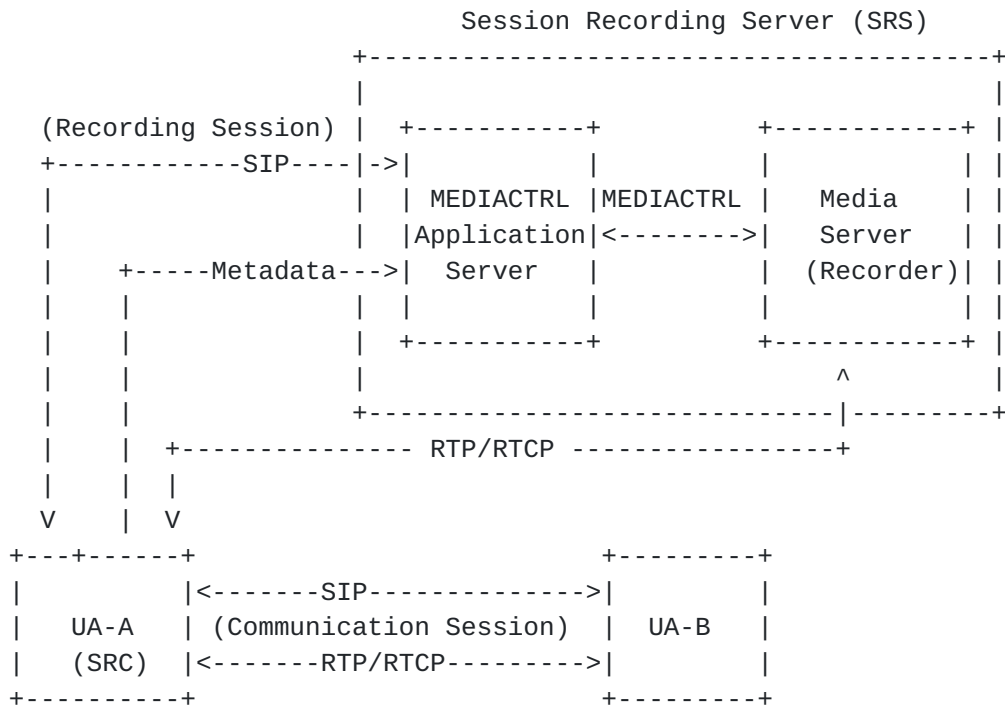 Session Recording Server (SRS)
(Recording Session)
SIP
MEDIACTRL MEDIACTRL Media
Application Server
Metadata Server (Recorder)
RTP/RTCP
SIP
UA-A (Communication Session) UA-B
(SRC) RTP/RTCP